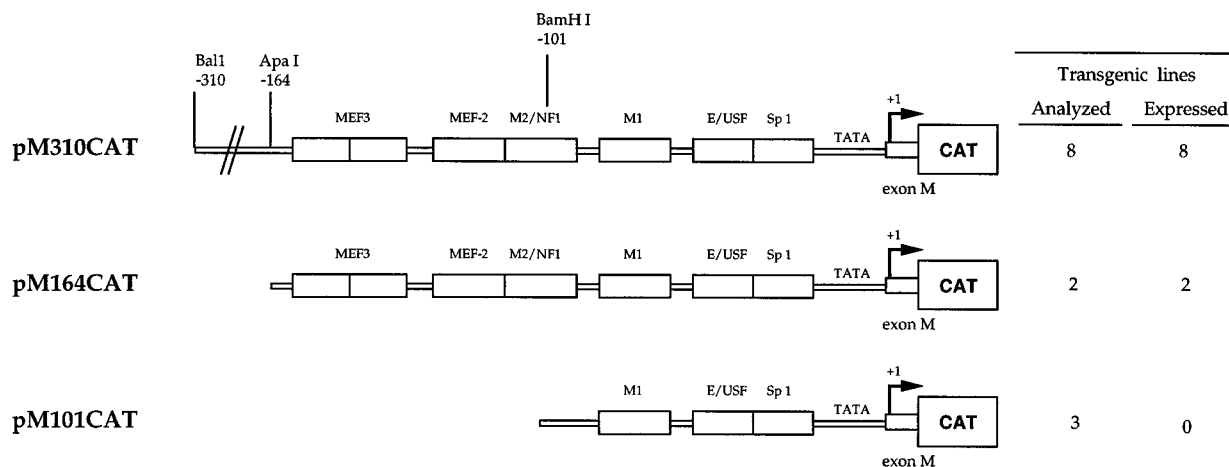 BamH I
-101
Bal1
-310
Apa I
-164
Transgenic lines
Analyzed Expressed
MEF3 MEF-2 M2/NF1 M1 E/USF Sp 1 TATA +1
pM310CAT CAT 8 8
exon M
MEF3 MEF-2 M2/NF1 M1 E/USF Sp 1 TATA +1
pM164CAT CAT 2 2
exon M
M1 E/USF Sp 1 TATA +1
pM101CAT CAT 3 0
exon M